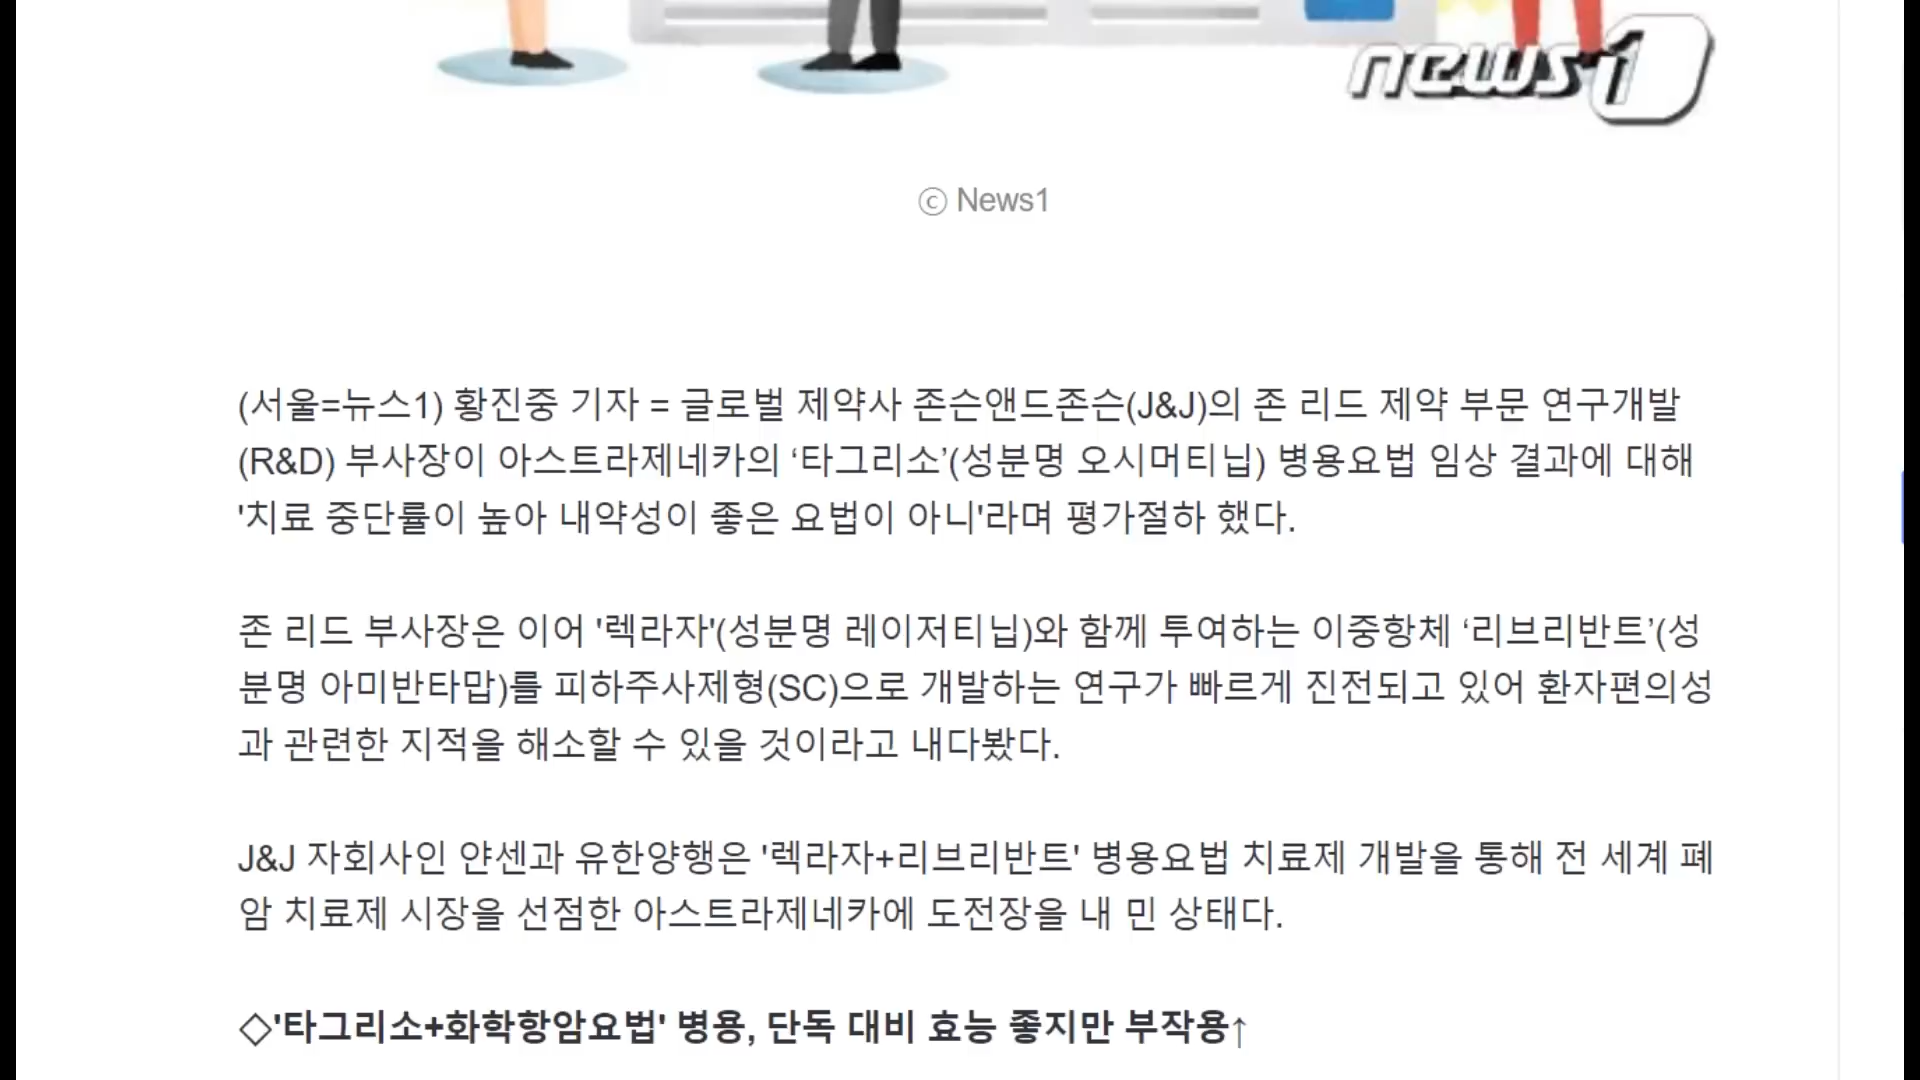 news1
ⓒ News1
(서울=뉴스1) 황진중 기자 = 글로벌 제약사 존슨앤드존슨(J&J)의 존 리드 제약 부문 연구개발
(R&D) 부사장이 아스트라제네카의 ‘타그리소’(성분명 오시머티닙) 병용요법 임상 결과에 대해
'치료 중단률이 높아 내약성이 좋은 요법이 아니'라며 평가절하 했다.
존 리드 부사장은 이어 '렉라자'(성분명 레이저티닙)와 함께 투여하는 이중항체 ‘리브리반트’(성
분명 아미반타맙)를 피하주사제형(SC)으로 개발하는 연구가 빠르게 진전되고 있어 환자편의성
과 관련한 지적을 해소할 수 있을 것이라고 내다봤다.
J&J 자회사인 얀센과 유한양행은 '렉라자+리브리반트' 병용요법 치료제 개발을 통해 전 세계 폐
암 치료제 시장을 선점한 아스트라제네카에 도전장을 내 민 상태다.
◇'타그리소+화학항암요법' 병용, 단독 대비 효능 좋지만 부작용↑